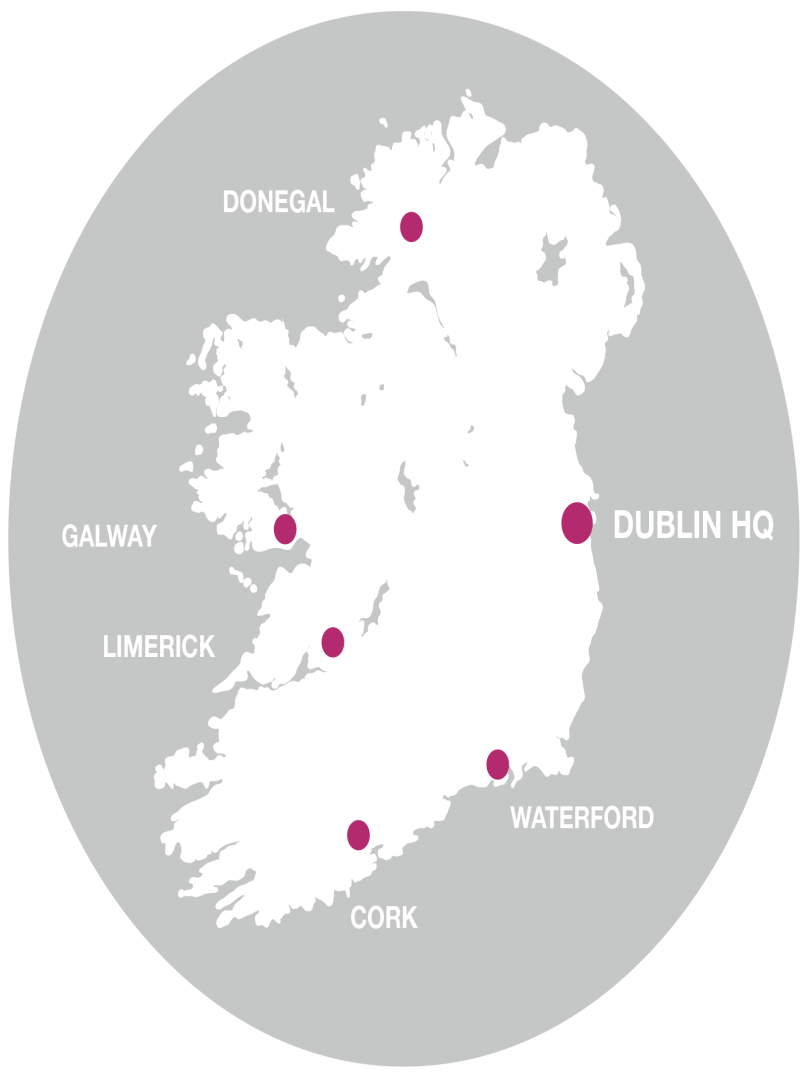 DONEGAL
DUBLIN HQ
GALWAY
LIMERICK
WATERFORD
CORK